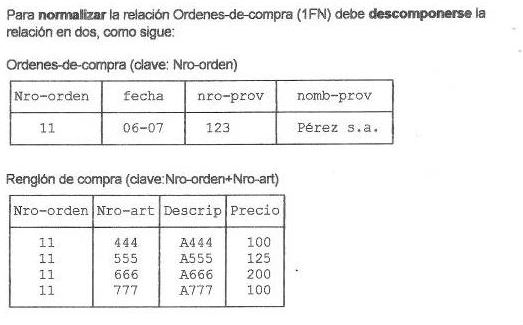 Para normalizar la relación Ordenes-de-compra (1FN) debe descomponerse la
relación en dos, como sigue:
Ordenes-de-compra (clave: Nro-orden)
Nro-orden fecha nro-prov nomb-prov
11 06-07 123 Pérez s.a.
Renglón de compra (clave:Nro-orden+Nro-art)
Nro-orden Nro-art Descrip Precio
11 444 A444 100
11 555 A555 125
11 666 A666 200
11 777 A777 100